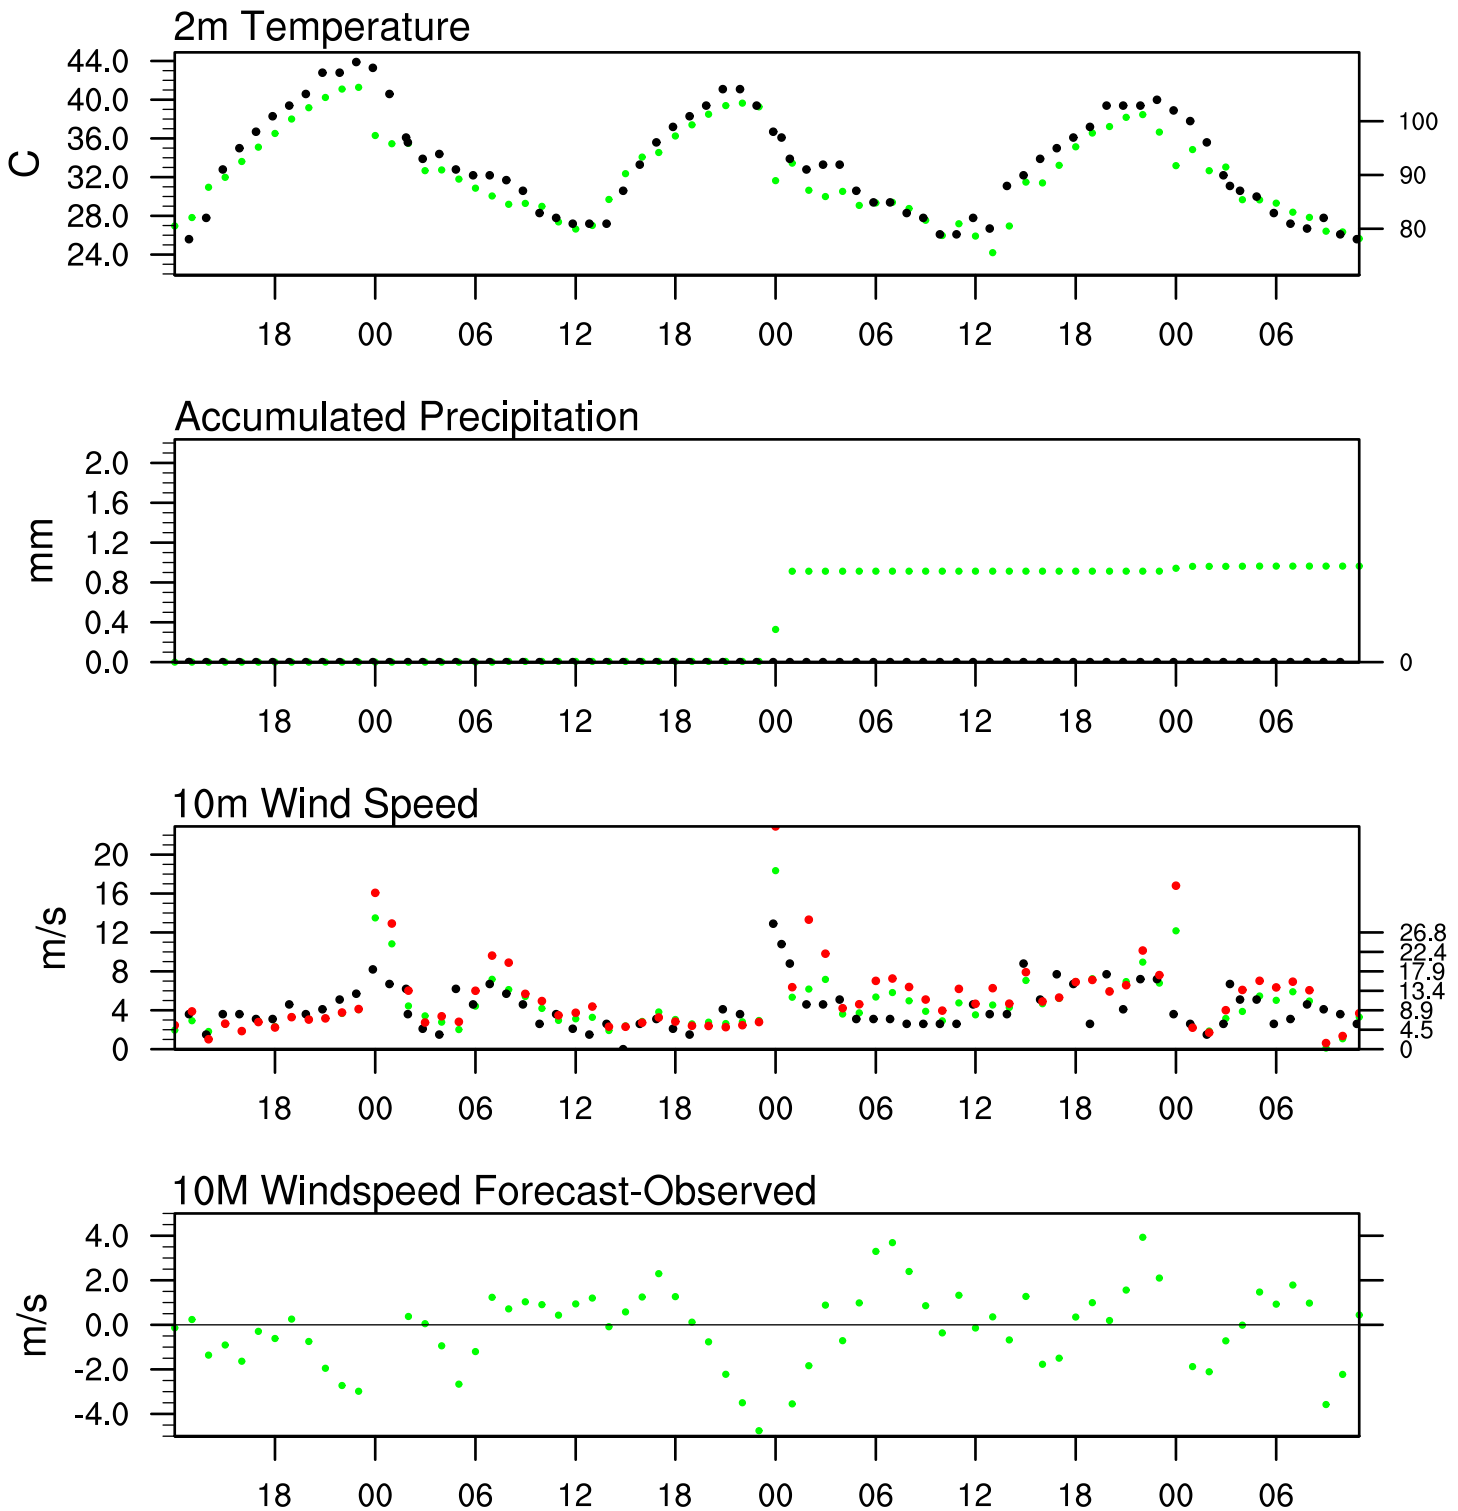 2m Temperature
44.0
40.0
36.0
32.0
28.0
24.0
C
100
90
80
18 00 06 12 18 00 06 12 18 00 06
Accumulated Precipitation
2.0
1.6
1.2
0.8
0.4
0.0
mm
0
18 00 06 12 18 00 06 12 18 00 06
10m Wind Speed
20
16
12
8
4
0
m/s
26.8
22.4
17.9
13.4
8.9
4.5
0
18 00 06 12 18 00 06 12 18 00 06
10M Windspeed Forecast-Observed
4.0
2.0
0.0
-2.0
-4.0
m/s
18 00 06 12 18 00 06 12 18 00 06